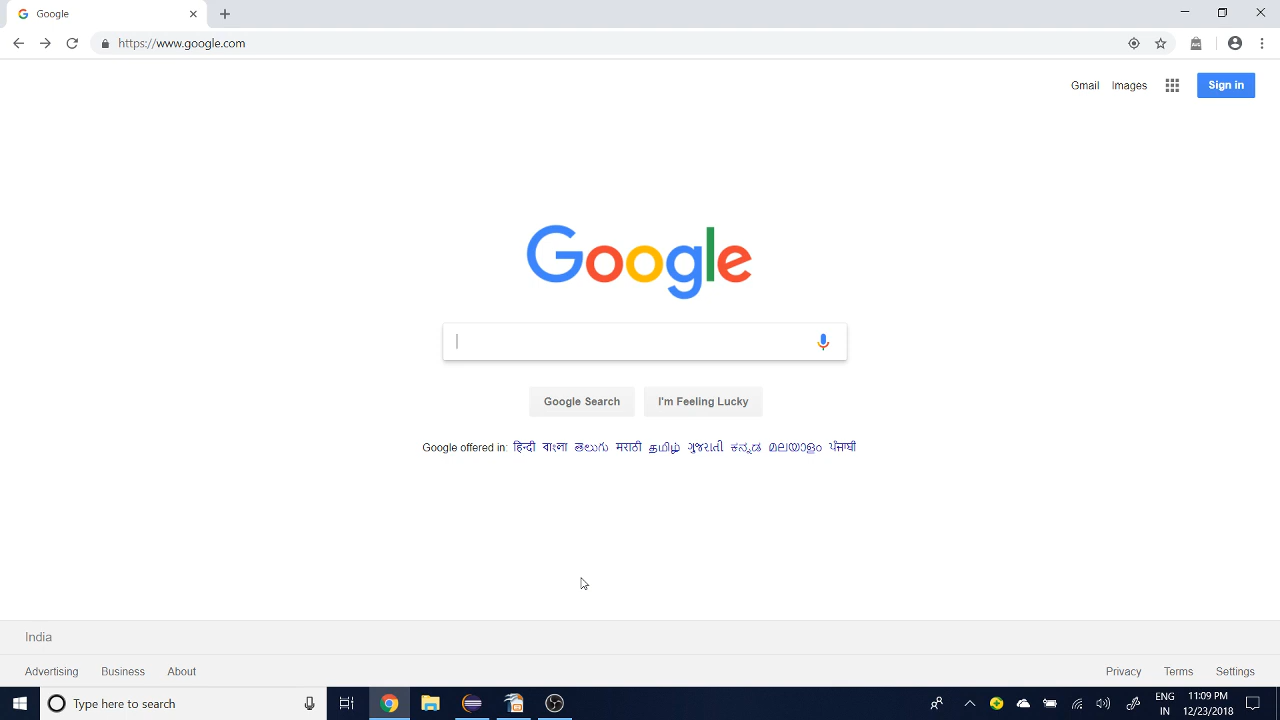 Google
https://www.google.com
Gmail Images Sign in
Google
Google Search I'm Feeling Lucky
Google offered in: हिन्दी বাংলা తెలుగు मराठी தமிழ் ગુજરાતી ಕನ್ನಡ മലയാളം ਪੰਜਾਬੀ
India
Advertising Business About Privacy Terms Settings
Type here to search
ENG 11:09 PM
IN 12/23/2018